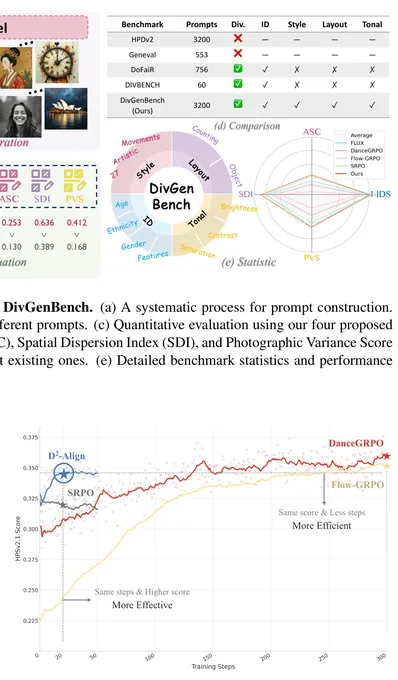 el
ration
ASC SDI PVS
0.253 0.636 0.412
0.130 0.389 0.168
uation
Benchmark Prompts Div. ID Style Layout Tonal
HPDv2 3200 ❌ — — — —
Geneval 553 ❌ — — — —
DoFaiR 756 ✅ ✓ ✗ ✗ ✗
DIVBENCH 60 ✅ ✓ ✗ ✗ ✗
DivGenBench
(Ours) 3200 ✅ ✓ ✓ ✓ ✓
(d) Comparison
DivGen
Bench
Style
Layout
Tonal
ID
27
Artistic
Movements
Counting
Object
Brightness
Contrast
Saturation
Features
Gender
Ethnicity
Age
ASC
SDI
1-IDS
PVS
Average
FLUX
DanceGRPO
Flow-GRPO
SRPO
Ours
(e) Statistic
DivGenBench. (a) A systematic process for prompt construction.
fferent prompts. (c) Quantitative evaluation using our four proposed
C), Spatial Dispersion Index (SDI), and Photographic Variance Score
t existing ones. (e) Detailed benchmark statistics and performance
HPSv2.1 Score
0.375
0.350
0.325
0.300
0.275
0.250
0.225
D²-Align
SRPO
DanceGRPO
Flow-GRPO
Same score & Less steps
More Efficient
Same steps & Higher score
More Effective
0 20 50 100 150 200 250 300
Training Steps